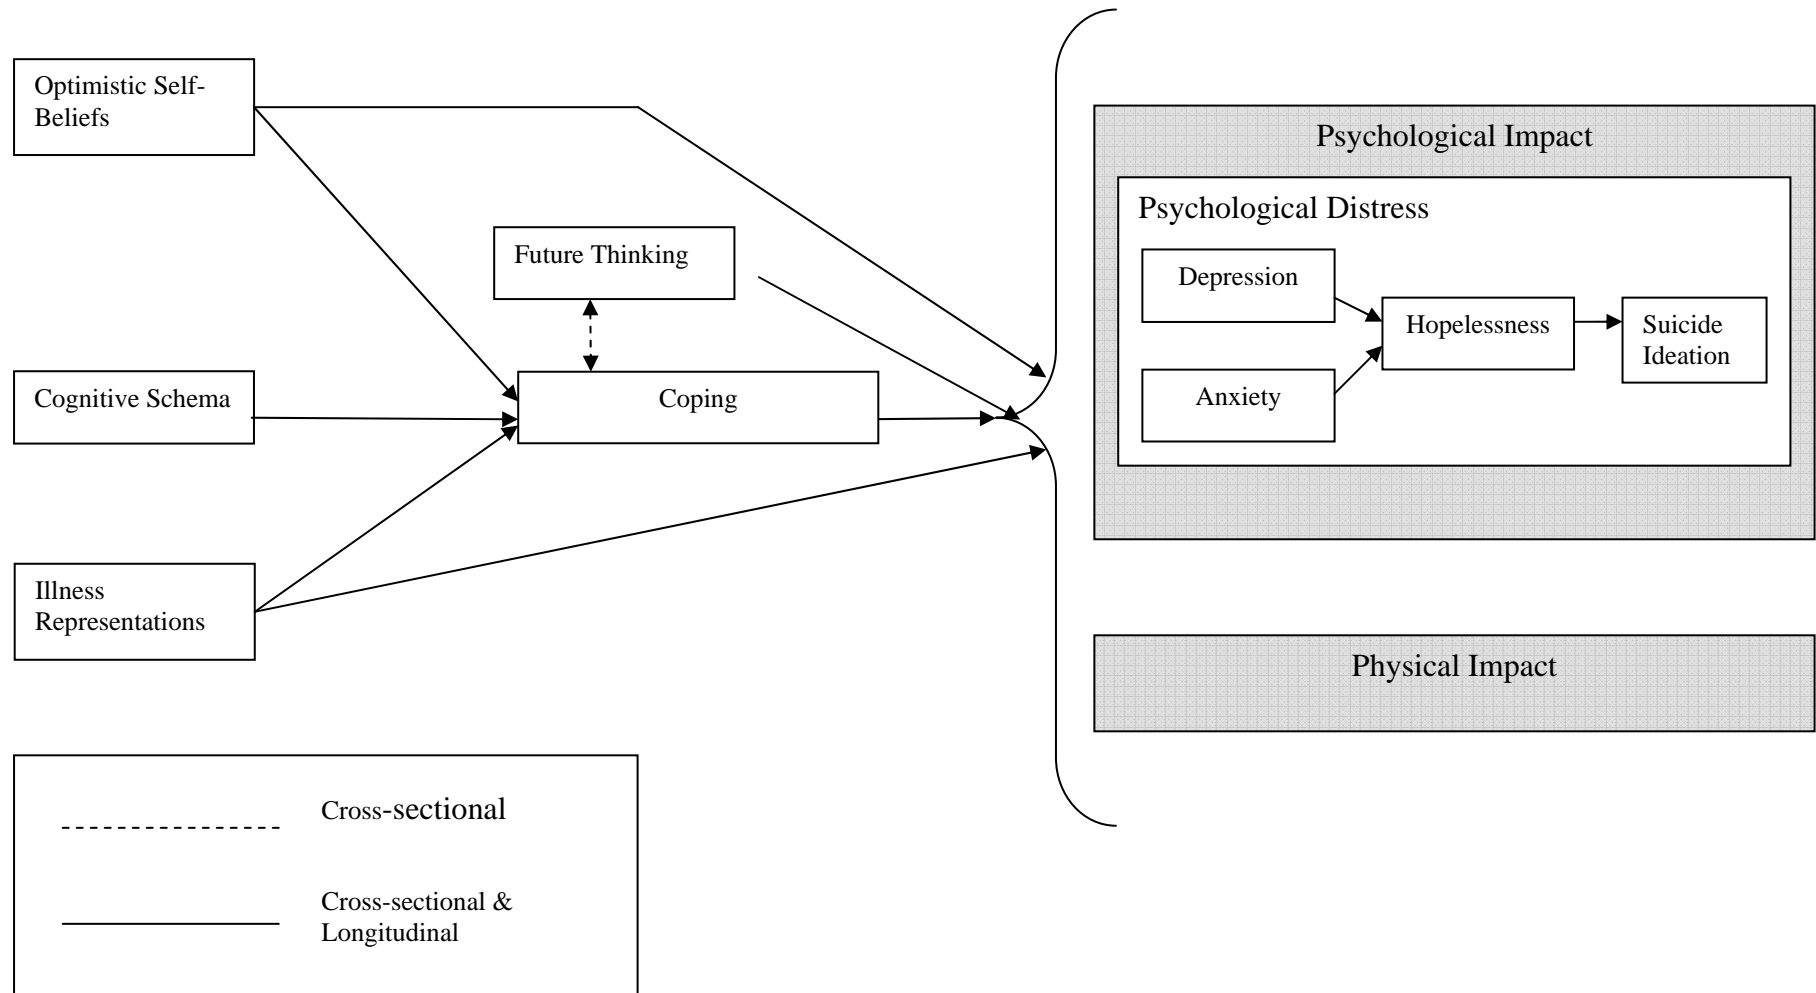 Optimistic Self-
Beliefs
Psychological Impact
Psychological Distress
Future Thinking
Depression
Hopelessness
Suicide
Ideation
Cognitive Schema
Coping
Anxiety
Illness
Representations
Physical Impact
Cross-sectional
Cross-sectional &
Longitudinal